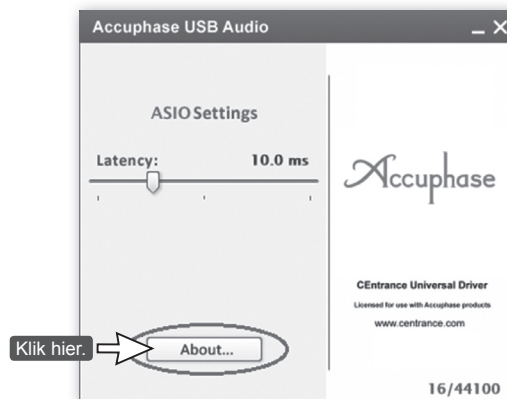 Accuphase USB Audio
ASIO Settings
Latency: 10.0 ms
Accuphase
CEntrance Universal Driver
Licensed for use with Accuphase products
www.centrance.com
Klik hier.
About...
16/44100